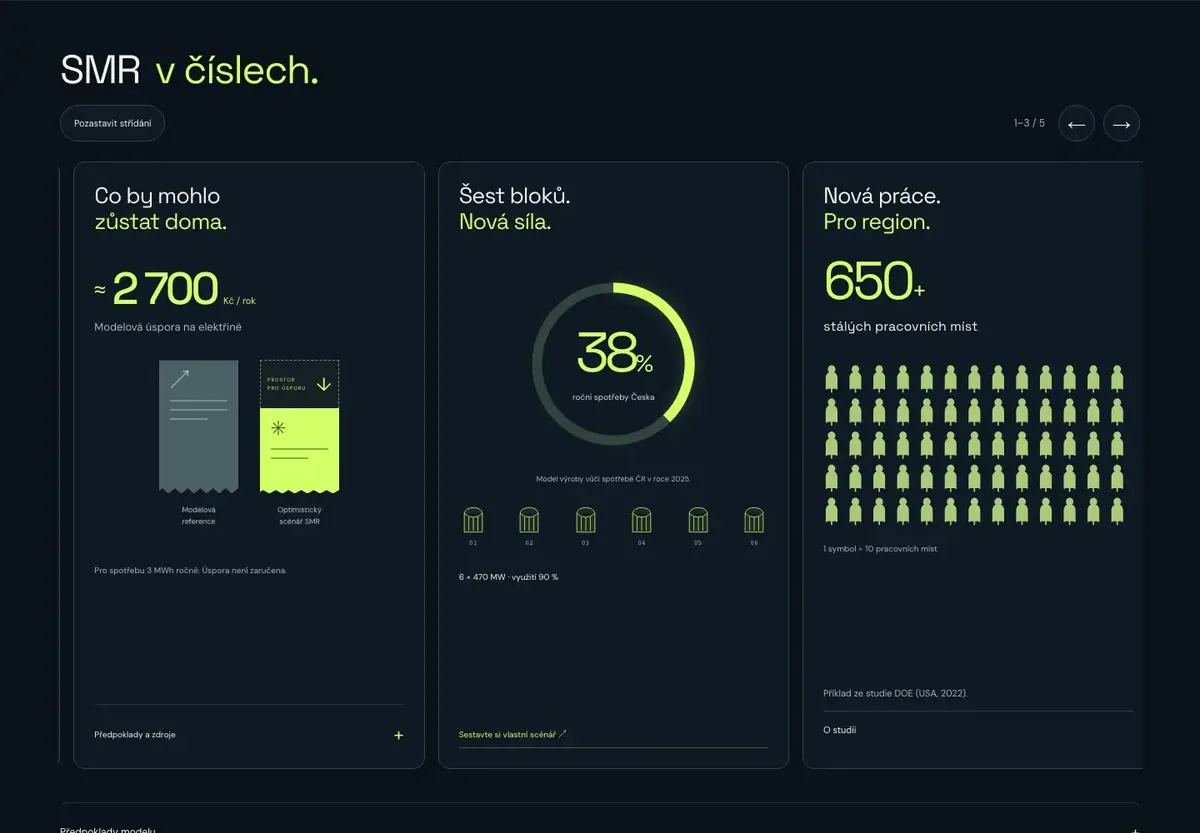 SMR v číslech.
Pozastavit střídání
1–3 / 5
←
→
Co by mohlo
zůstat doma.
≈ 2 700 Kč / rok
Modelová úspora na elektřině
PROSTOR
PRO ÚSPORU
Modelová
reference
Optimistický
scénář SMR
Pro spotřebu 3 MWh ročně. Úspora není zaručena.
Předpoklady a zdroje
+
Šest bloků.
Nová síla.
38%
roční spotřeby Česka
Model výroby vůči spotřebě ČR v roce 2025.
01 02 03 04 05 06
6 × 470 MW · využití 90 %
Sestavte si vlastní scénář ↗
Nová práce.
Pro region.
650+
stálých pracovních míst
1 symbol = 10 pracovních míst
Příklad ze studie DOE (USA, 2022).
O studii
Předpoklady modelu